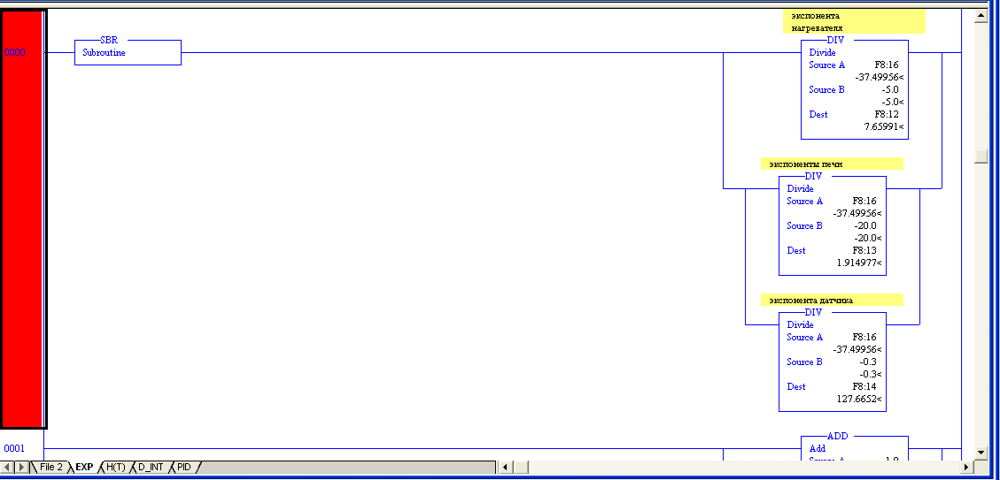 экспонента
нагревателя
DIV
Divide
Source A F8:16
-37.49956<
Source B -5.0
-5.0<
Dest F8:12
7.65991<
0000
SBR
Subroutine
экспоненты печи
DIV
Divide
Source A F8:16
-37.49956<
Source B -20.0
-20.0<
Dest F8:13
1.914977<
экспонента датчика
DIV
Divide
Source A F8:16
-37.49956<
Source B -0.3
-0.3<
Dest F8:14
127.6652<
0001
ADD
Add
Source A 1.0
File 2 EXP H(T) D_INT PID